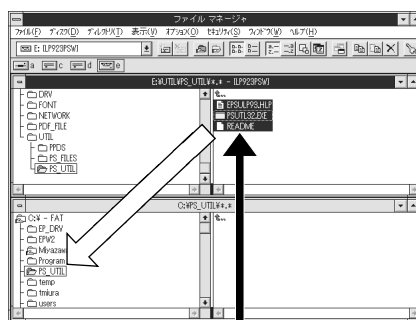 ファイル マネージャ
ファイル(F) ディスク(D) ディレクトリ(T) 表示(V) オプション(O) セキュリティ(S) ウィンドウ(W) ヘルプ(H)
E: [LP923PSW]
a c d e
E:¥UTIL¥PS_UTIL¥*.* - [LP923PSW]
DRV
FONT
NETWORK
PDF_FILE
UTIL
PPDS
PS_FILES
PS_UTIL
EPSULP93.HLP
PSUTL32.EXE
README
C:¥PS_UTIL¥*.*
C:¥ - FAT
EP_DRV
EPW2
Miyazaw
Program
PS_UTIL
temp
tmiura
users